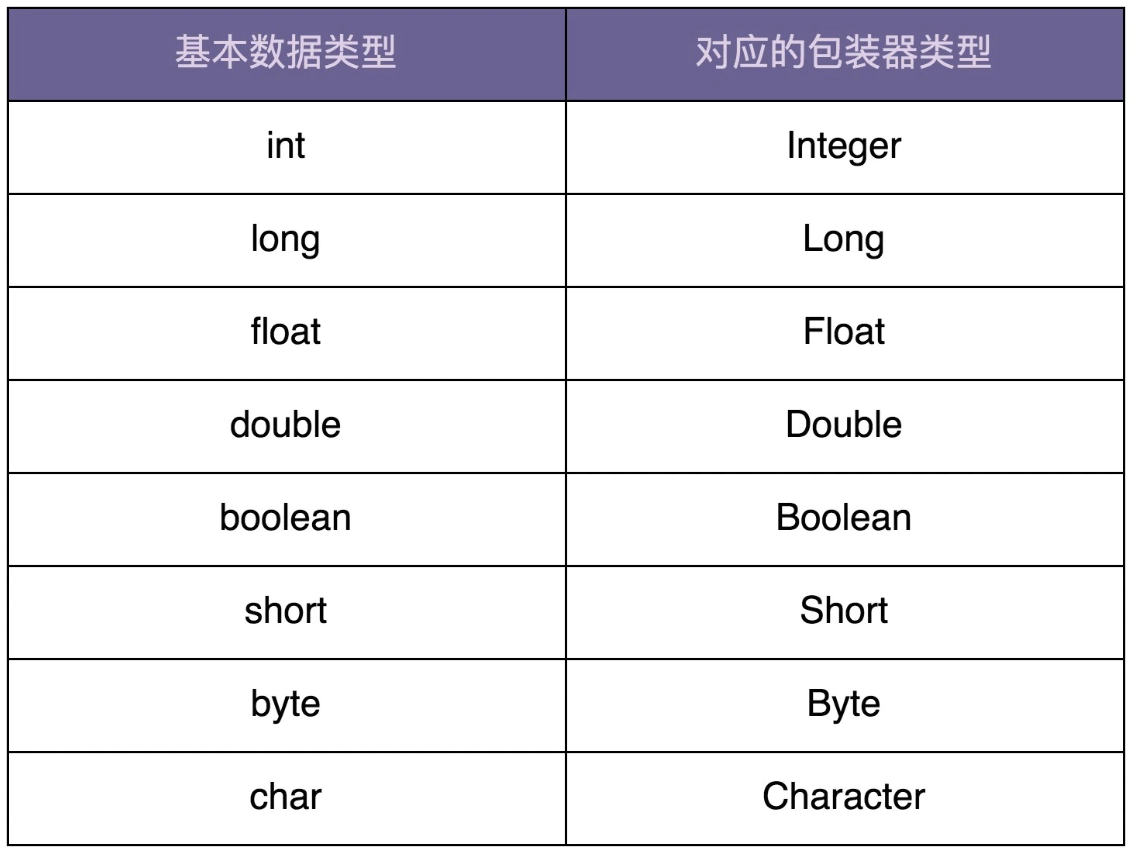 基本数据类型 对应的包装器类型
int Integer
long Long
float Float
double Double
boolean Boolean
short Short
byte Byte
char Character